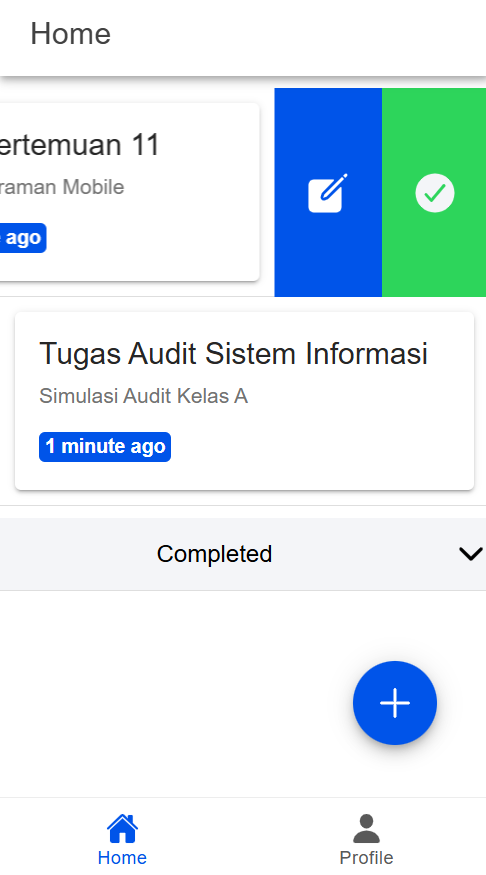 Home
ertemuan 11
raman Mobile
ago
Tugas Audit Sistem Informasi
Simulasi Audit Kelas A
1 minute ago
Completed
Home
Profile